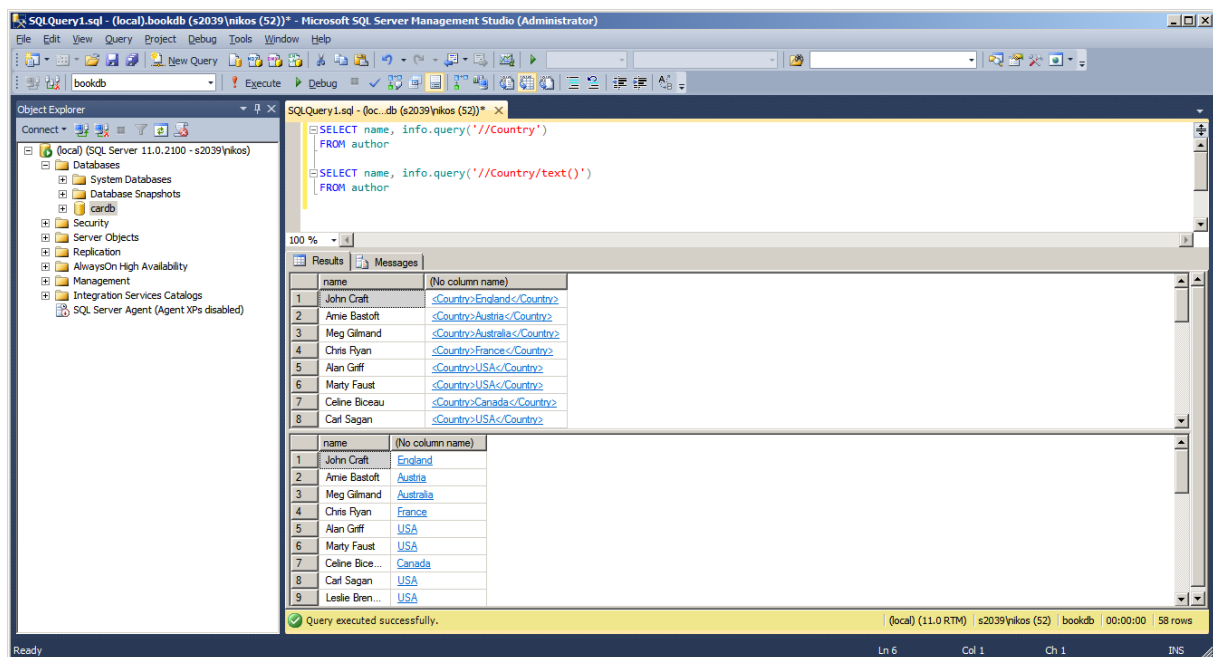 SQLQuery1.sql - (local).bookdb (s2039\nikos (52))* - Microsoft SQL Server Management Studio (Administrator)
File Edit View Query Project Debug Tools Window Help
New Query
bookdb Execute Debug
Object Explorer
Connect
(local) (SQL Server 11.0.2100 - s2039\nikos)
Databases
System Databases
Database Snapshots
cardb
Security
Server Objects
Replication
AlwaysOn High Availability
Management
Integration Services Catalogs
SQL Server Agent (Agent XPs disabled)
SQLQuery1.sql - (loc...db (s2039\nikos (52))*
SELECT name, info.query('//Country')
FROM author
SELECT name, info.query('//Country/text()')
FROM author
100 %
Results Messages
name (No column name)
1 John Craft <Country>England</Country>
2 Arnie Bastoft <Country>Austria</Country>
3 Meg Gilmand <Country>Australia</Country>
4 Chris Ryan <Country>France</Country>
5 Alan Griff <Country>USA</Country>
6 Marty Faust <Country>USA</Country>
7 Celine Biceau <Country>Canada</Country>
8 Carl Sagan <Country>USA</Country>
name (No column name)
1 John Craft England
2 Arnie Bastoft Austria
3 Meg Gilmand Australia
4 Chris Ryan France
5 Alan Griff USA
6 Marty Faust USA
7 Celine Bice... Canada
8 Carl Sagan USA
9 Leslie Bren... USA
Query executed successfully. (local) (11.0 RTM) s2039\nikos (52) bookdb 00:00:00 58 rows
Ready Ln 6 Col 1 Ch 1 INS